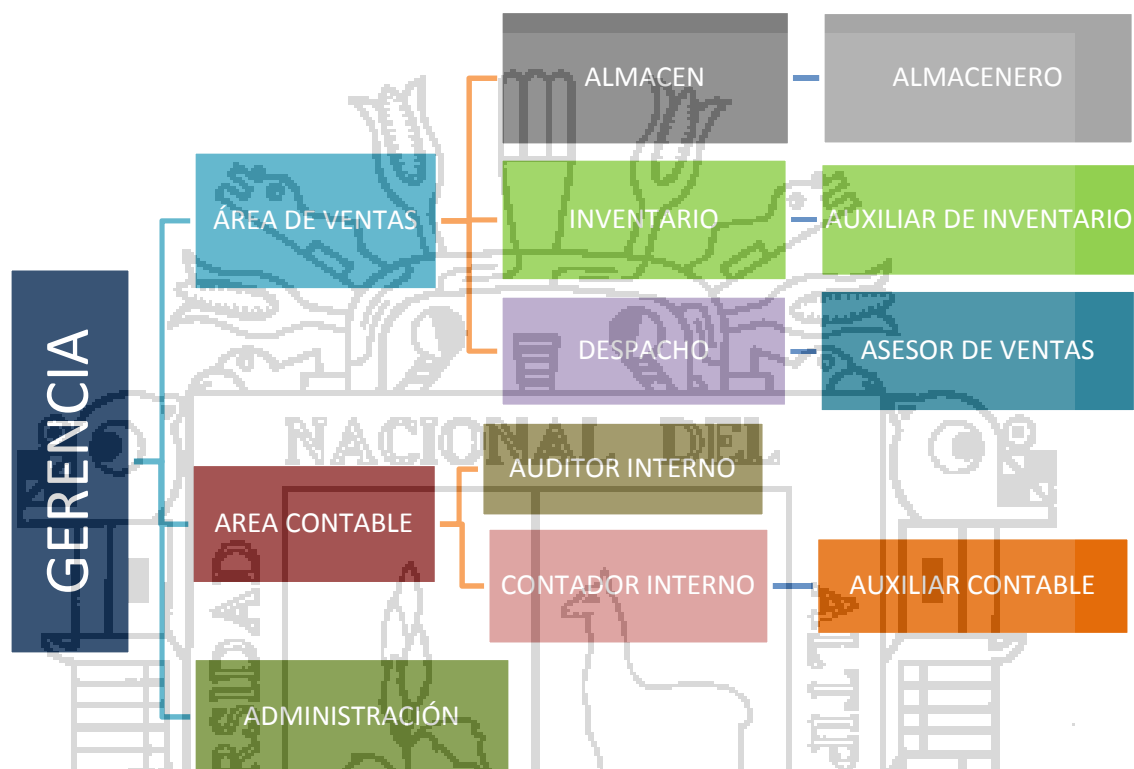 GERENCIA
ÁREA DE VENTAS
ALMACEN
ALMACENERO
INVENTARIO
AUXILIAR DE INVENTARIO
DESPACHO
ASESOR DE VENTAS
AREA CONTABLE
AUDITOR INTERNO
CONTADOR INTERNO
AUXILIAR CONTABLE
ADMINISTRACIÓN
NACIONAL DEL